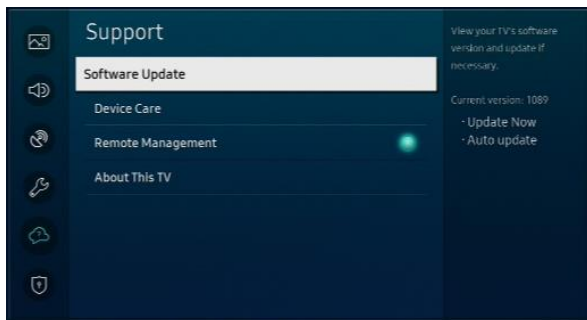 Support
Software Update
Device Care
Remote Management
About This TV
View your TV's software
version and update if
necessary.
Current version: 1089
· Update Now
· Auto update